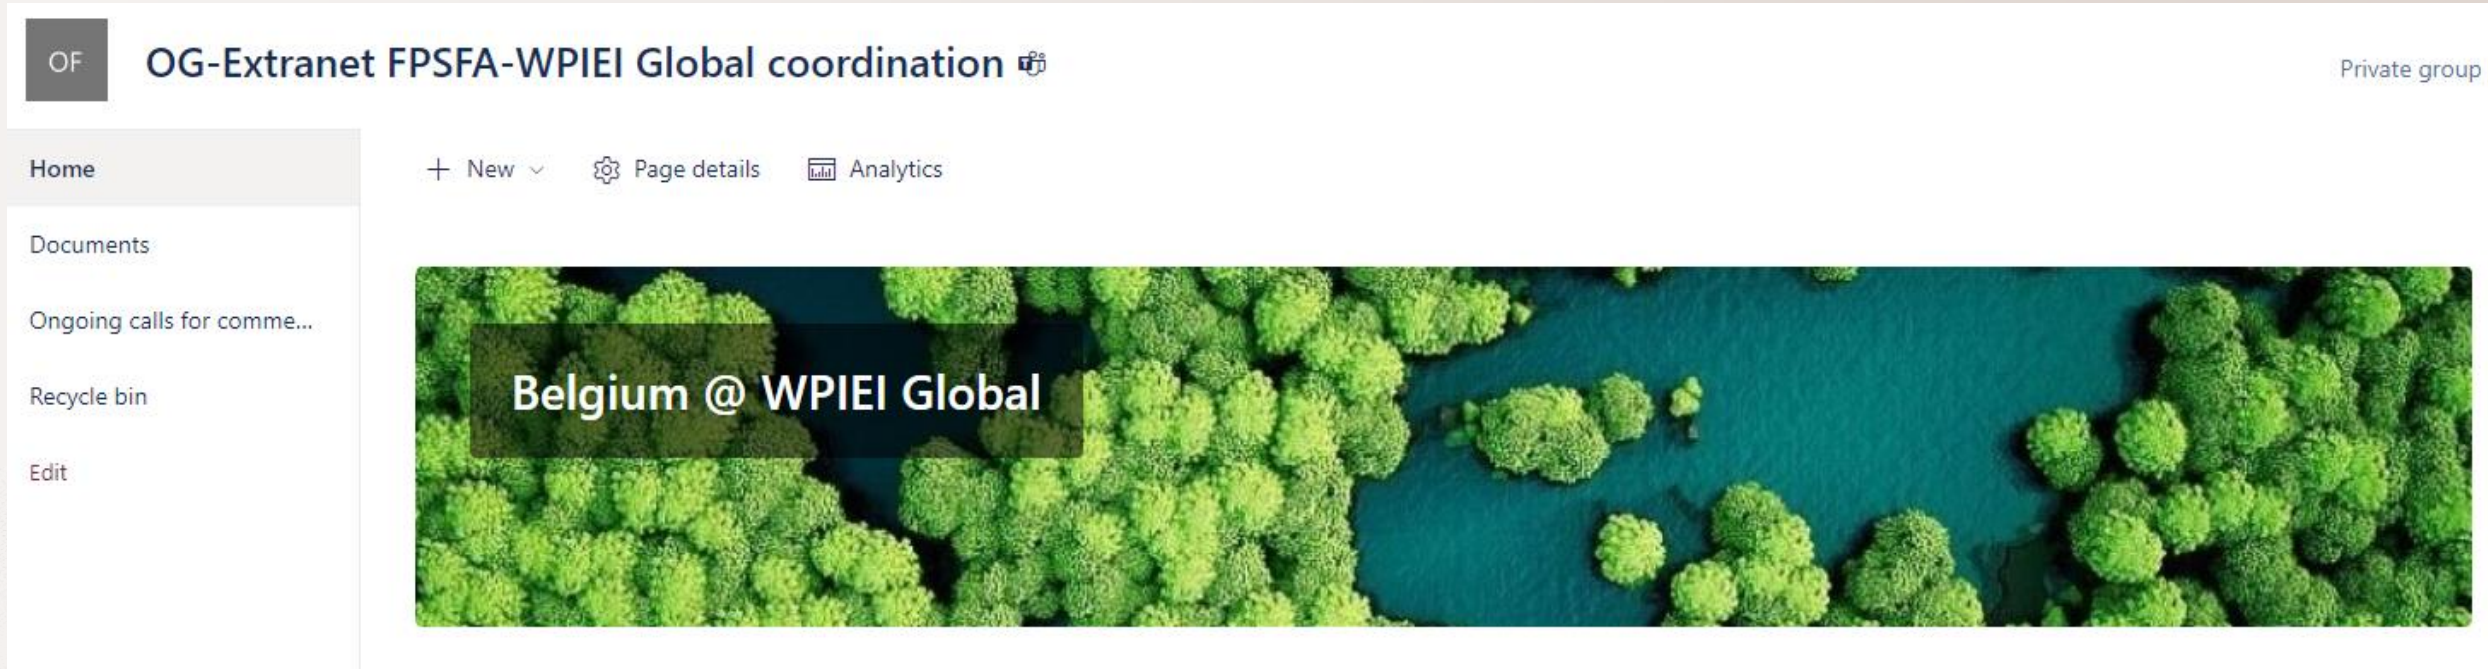 OF
OG-Extranet FPSFA-WPIEI Global coordination
Private group
Home
Documents
Ongoing calls for comme...
Recycle bin
Edit
New
Page details
Analytics
Belgium @ WPIEI Global